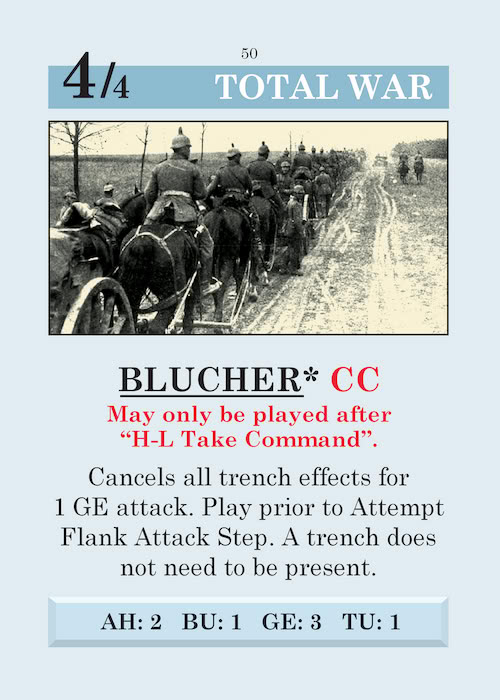 50
4/4 TOTAL WAR
BLUCHER* CC
May only be played after
“H-L Take Command”.
Cancels all trench effects for
1 GE attack. Play prior to Attempt
Flank Attack Step. A trench does
not need to be present.
AH: 2 BU: 1 GE: 3 TU: 1